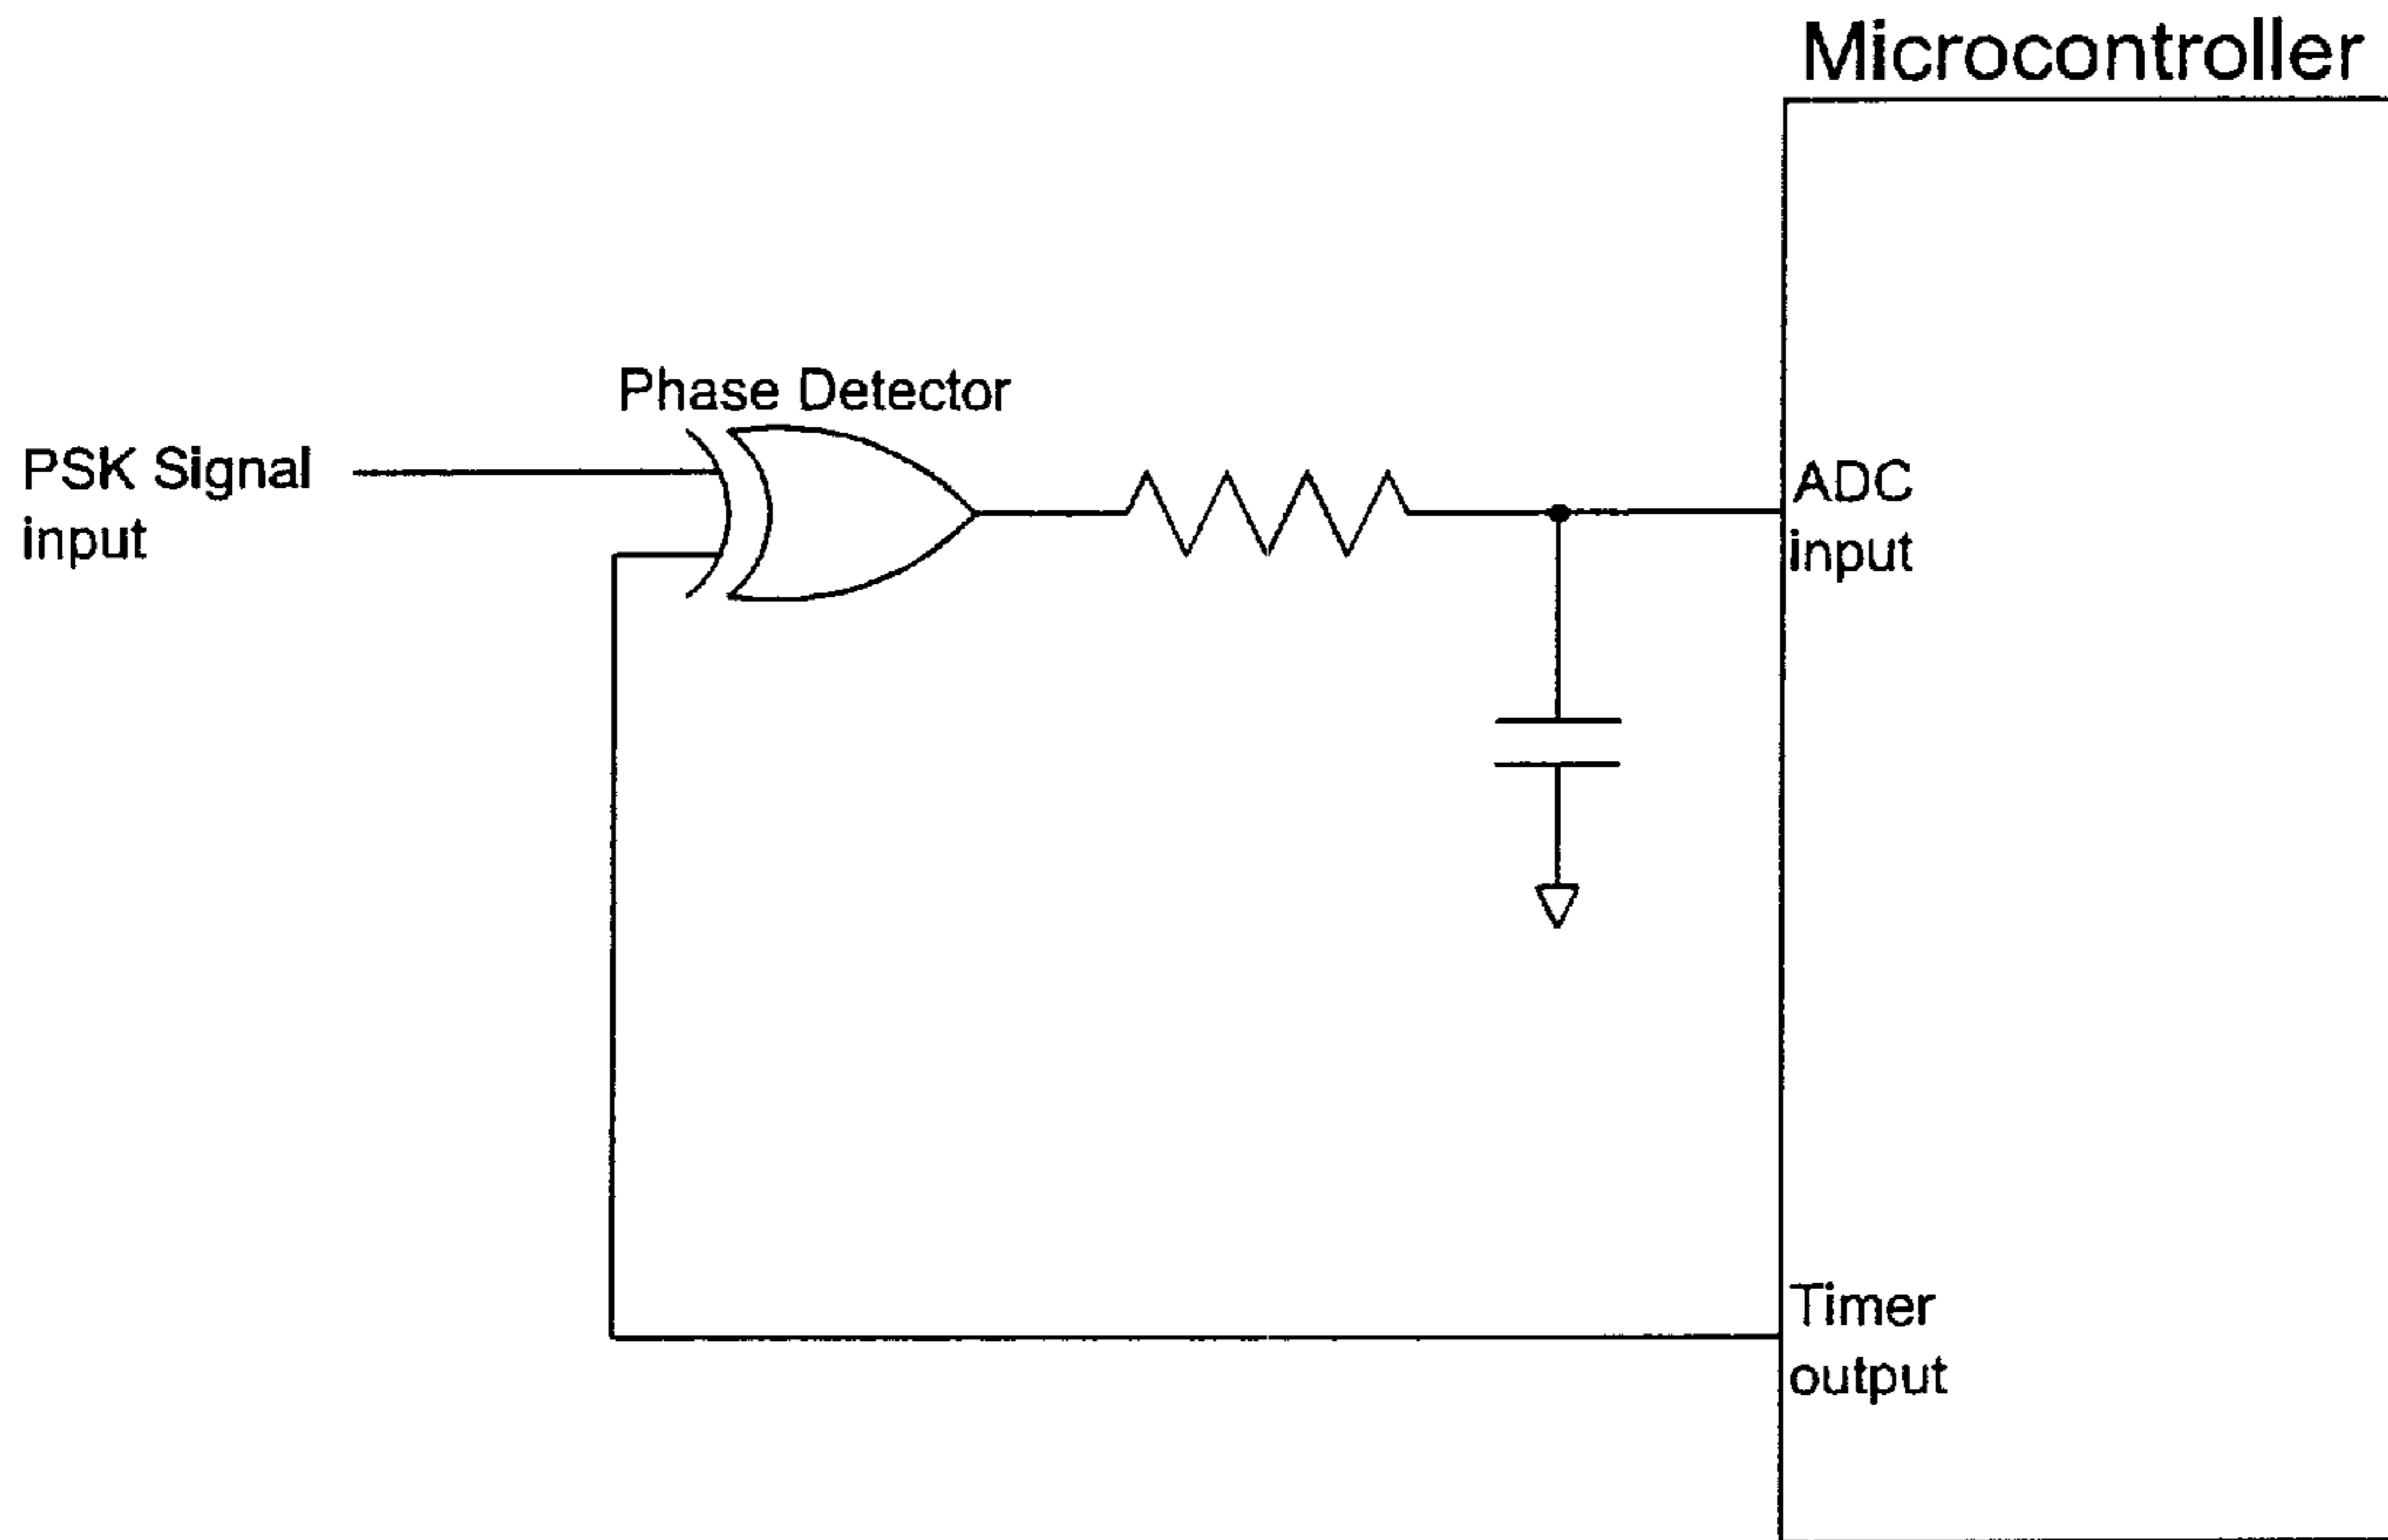 Microcontroller
Phase Detector
PSK Signal
input
ADC
input
Timer
output